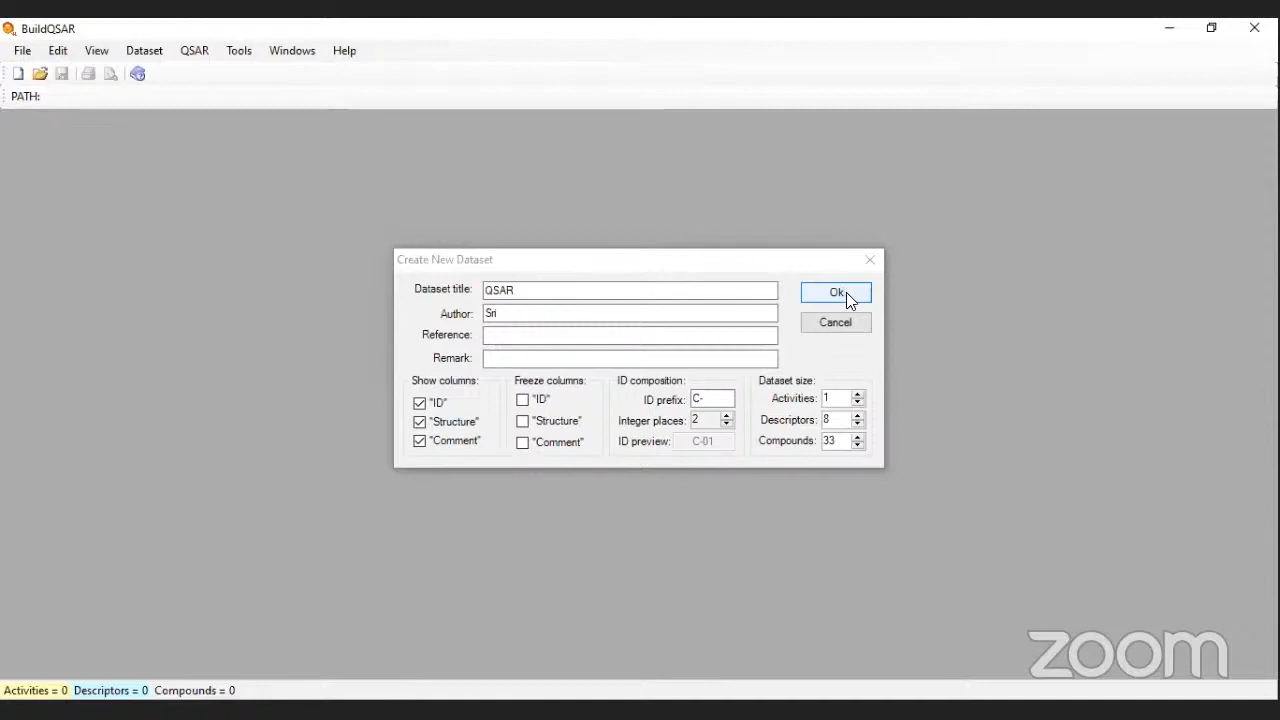 BuildQSAR
File Edit View Dataset QSAR Tools Windows Help
PATH:
Create New Dataset
Dataset title: QSAR
Ok
Author: Sri
Cancel
Reference:
Remark:
Show columns: Freeze columns: ID composition: Dataset size:
"ID" "ID" ID prefix: C- Activities: 1
"Structure" "Structure" Integer places: 2 Descriptors: 8
"Comment" "Comment" ID preview: C-01 Compounds: 33
zoom
Activities = 0 Descriptors = 0 Compounds = 0